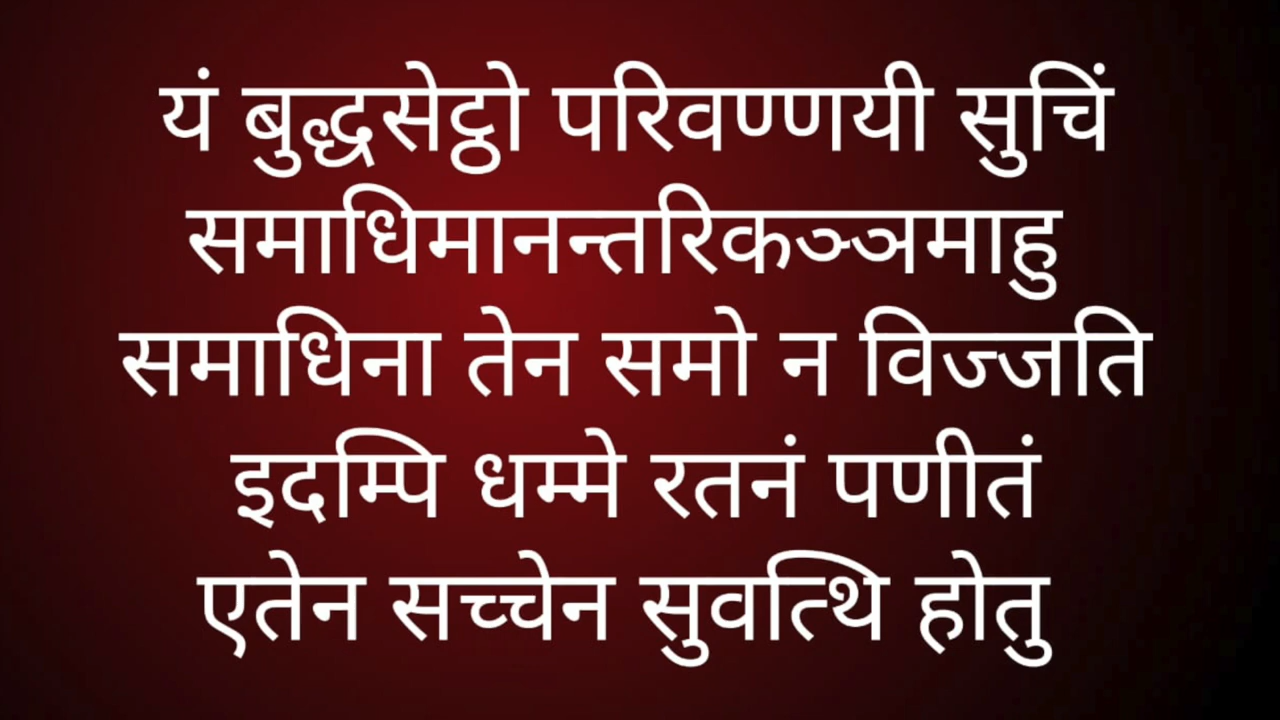 यं बुद्धसेट्ठो परिवण्णयी सुचिं
समाधिमानन्तरिकञ्ञमाहु
समाधिना तेन समो न विज्जति
इदम्पि धम्मे रतनं पणीतं
एतेन सच्चेन सुवत्थि होतु